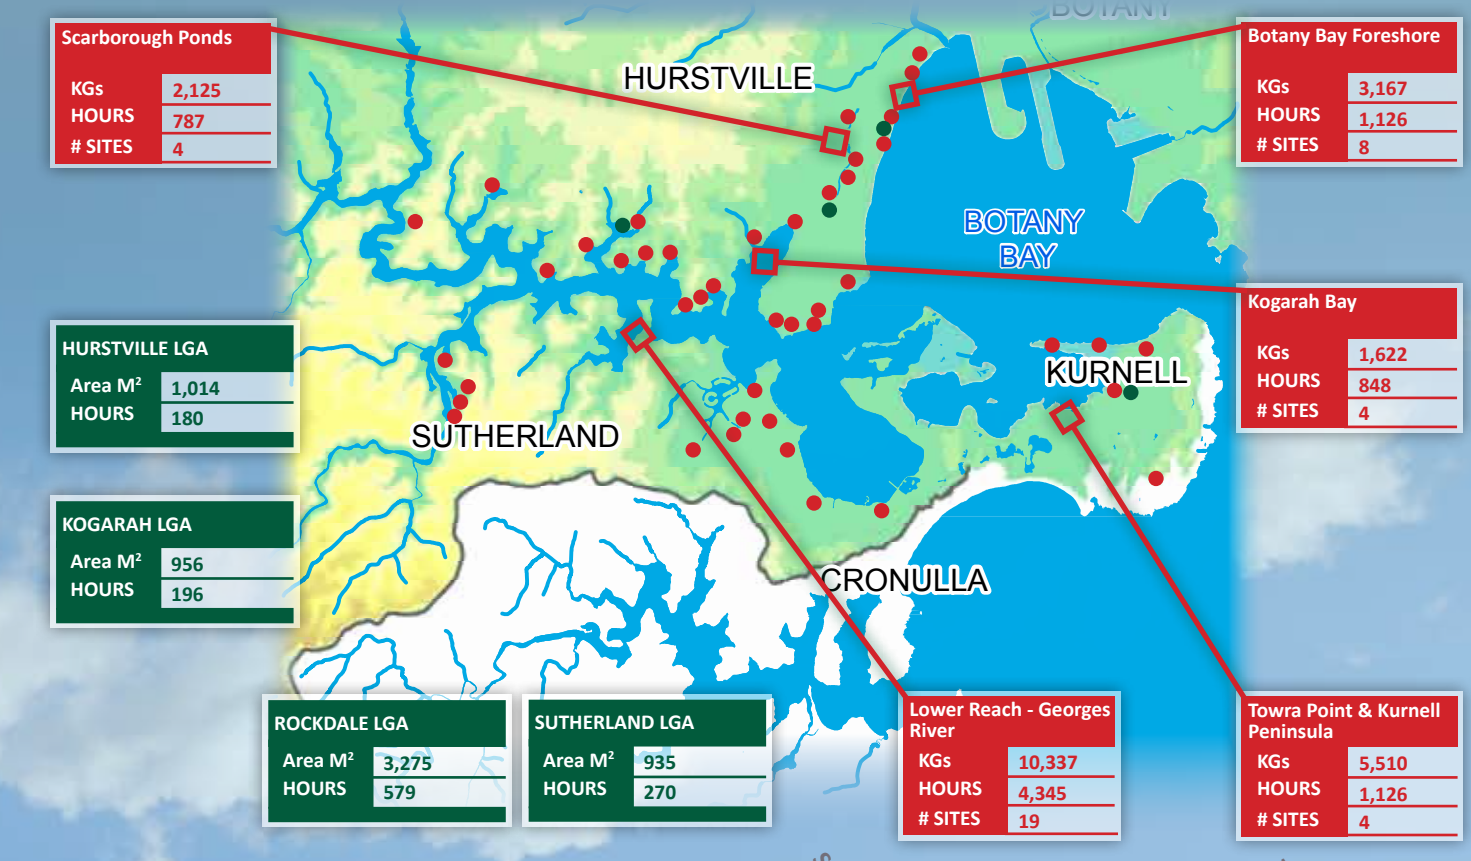 BOTANY
Scarborough Ponds
KGs 2,125
HOURS 787
# SITES 4
Botany Bay Foreshore
KGs 3,167
HOURS 1,126
# SITES 8
HURSTVILLE
BOTANY
BAY
Kogarah Bay
KGs 1,622
HOURS 848
# SITES 4
HURSTVILLE LGA
Area M² 1,014
HOURS 180
KURNELL
SUTHERLAND
KOGARAH LGA
Area M² 956
HOURS 196
CRONULLA
ROCKDALE LGA
Area M² 3,275
HOURS 579
SUTHERLAND LGA
Area M² 935
HOURS 270
Lower Reach - Georges
River
KGs 10,337
HOURS 4,345
# SITES 19
Towra Point & Kurnell
Peninsula
KGs 5,510
HOURS 1,126
# SITES 4